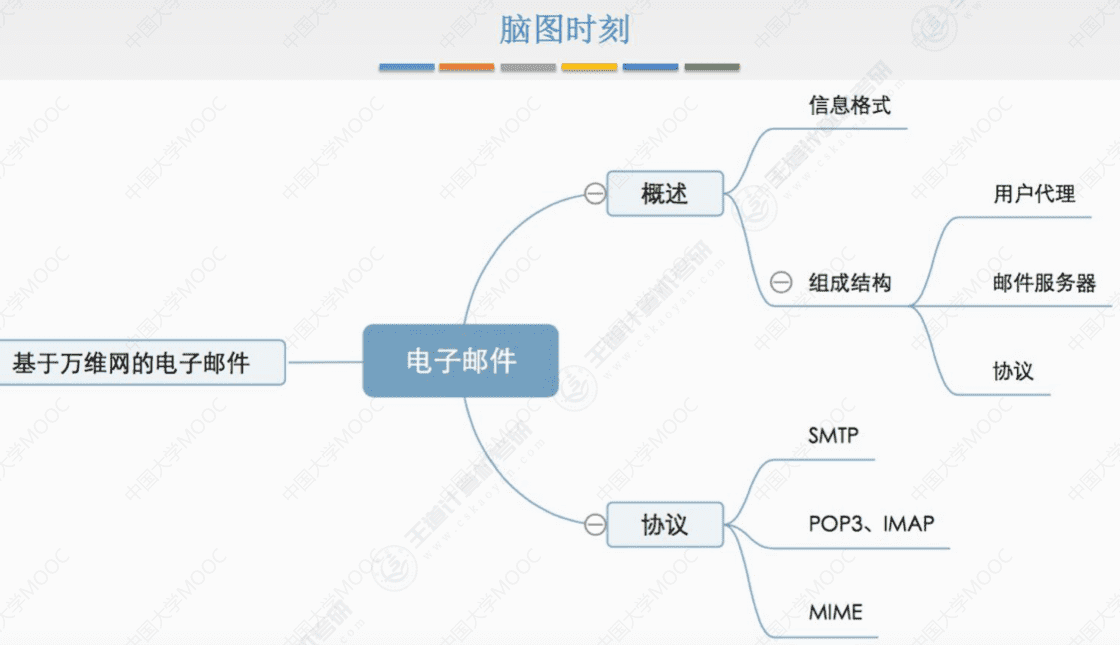 脑图时刻
信息格式
概述
用户代理
组成结构
邮件服务器
基于万维网的电子邮件
电子邮件
协议
SMTP
协议
POP3、IMAP
MIME
中国大学MOOC
王道计算机考研
www.cskaoyan.com